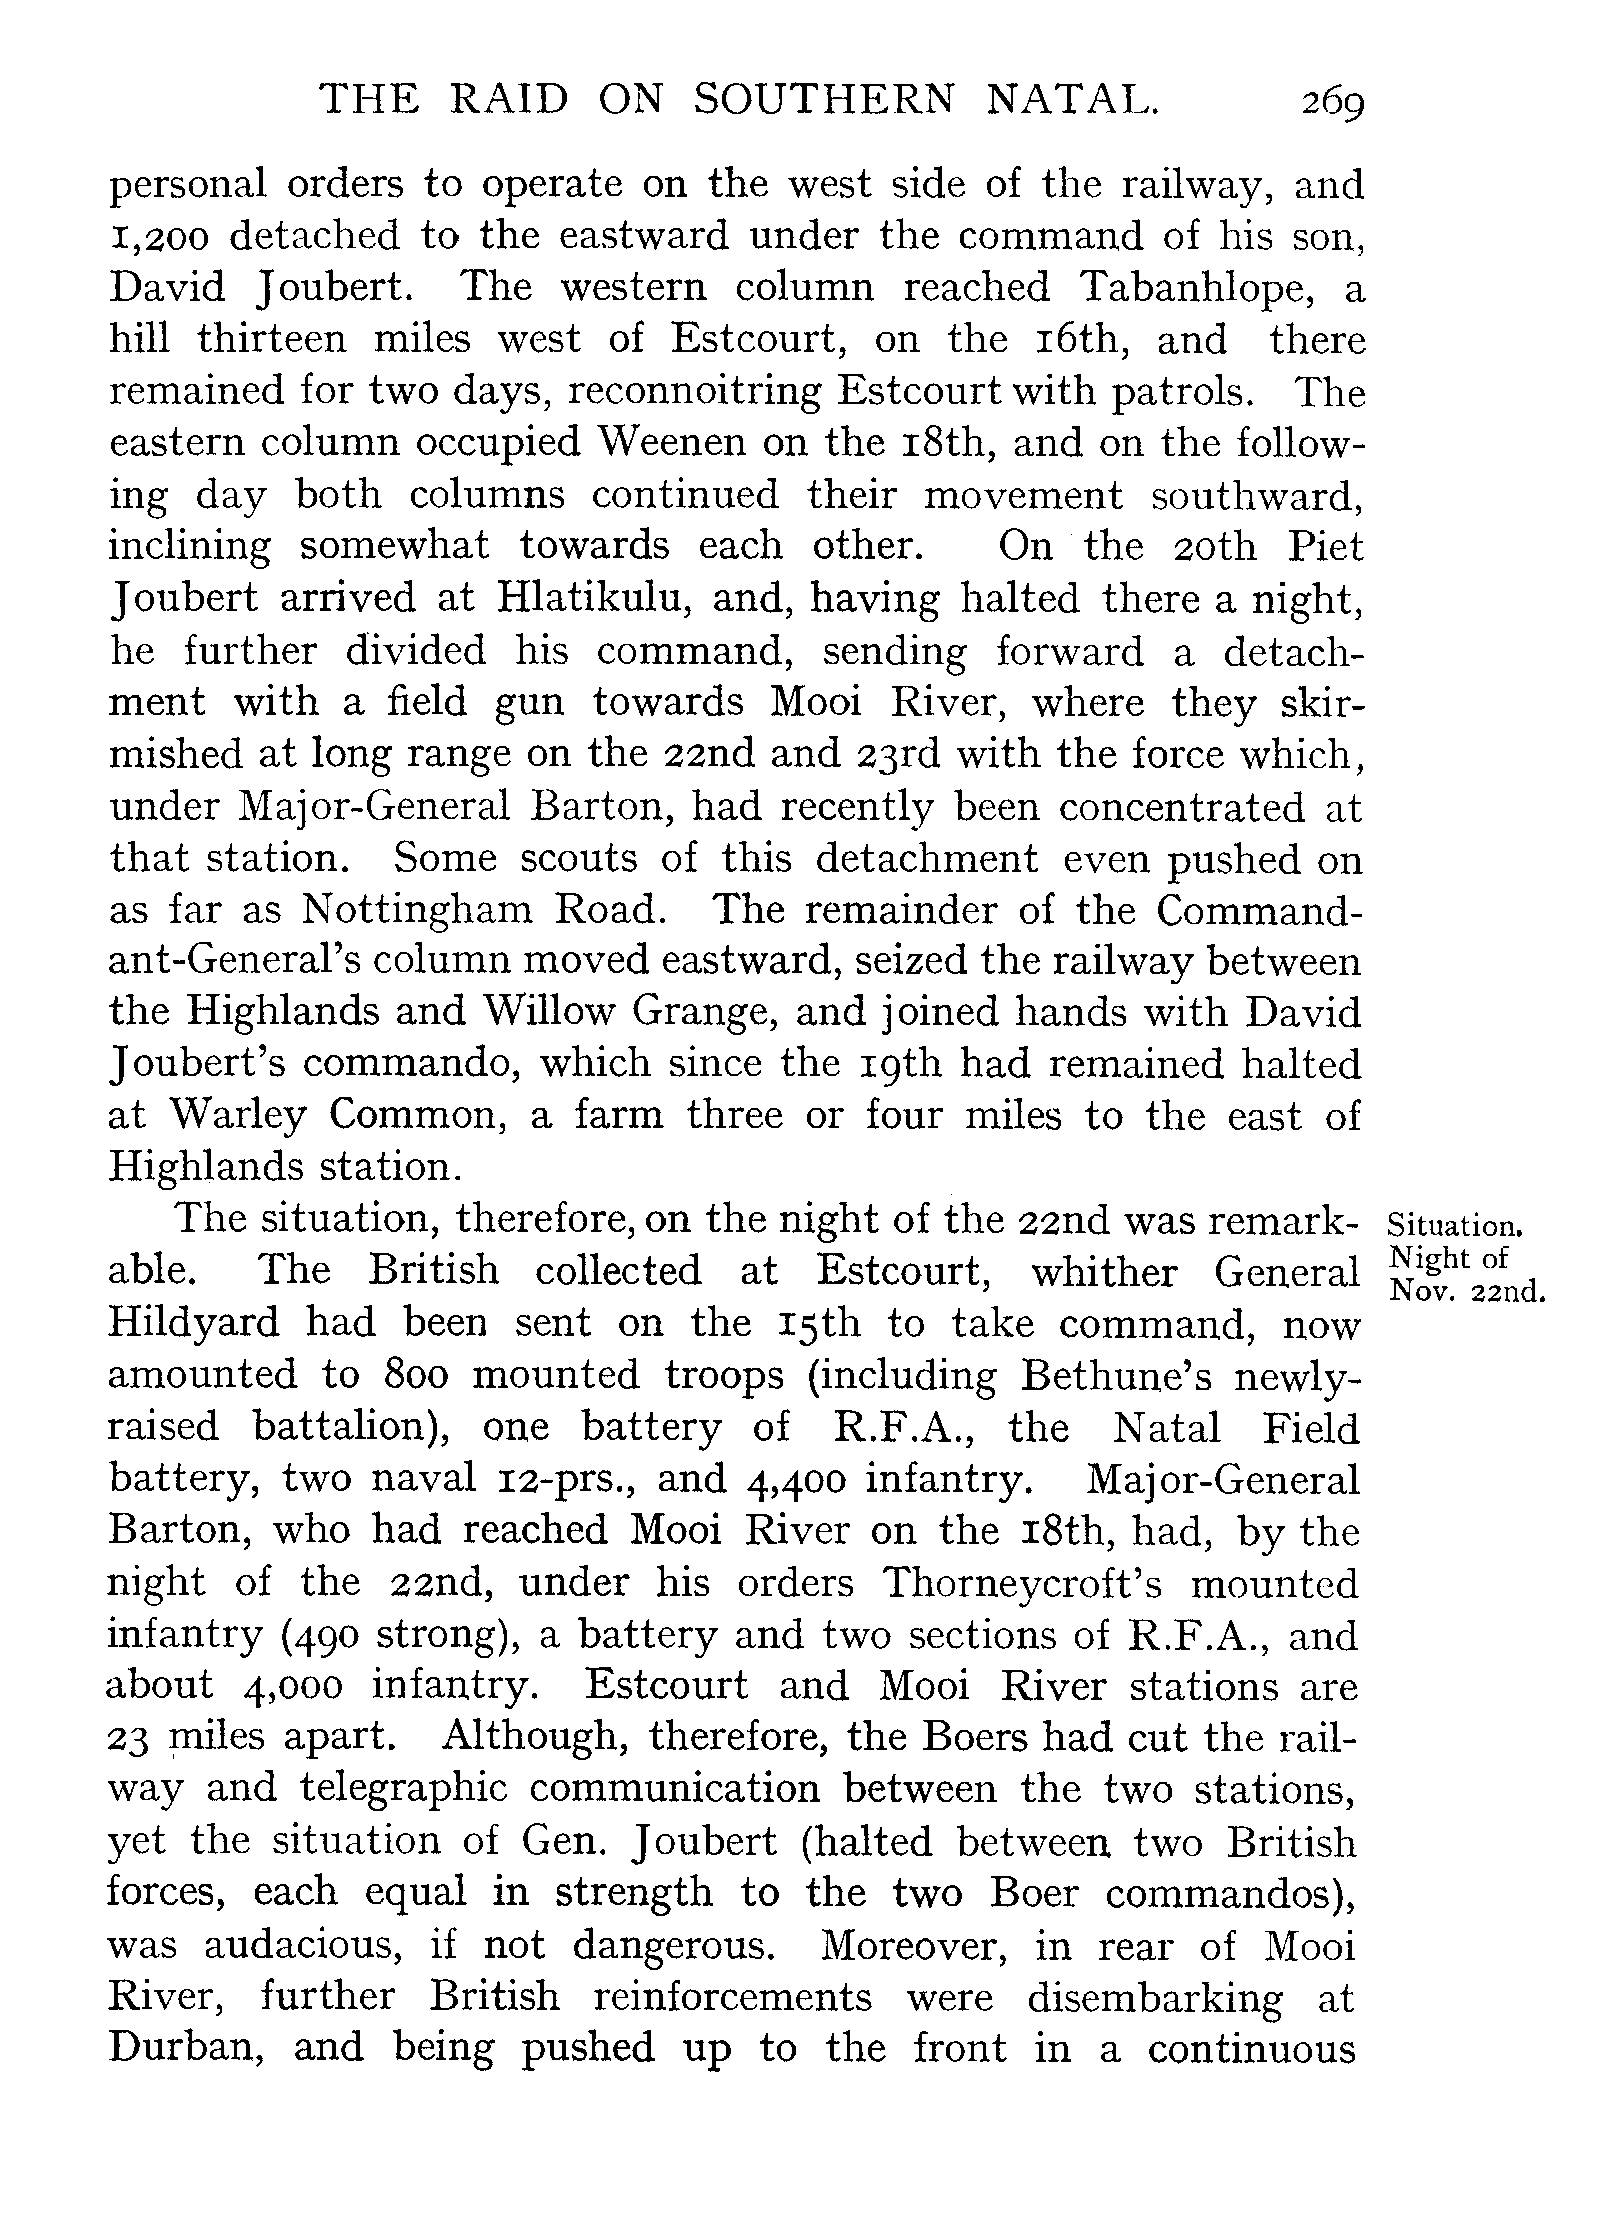 THE RAID ON SOUTHERN NATAL. 269
personal orders to operate on the west side of the railway, and
1,200 detached to the eastward under the command of his son,
David Joubert. The western column reached Tabanhlope, a
hill thirteen miles west of Estcourt, on the 16th, and there
remained for two days, reconnoitring Estcourt with patrols. The
eastern column occupied Weenen on the 18th, and on the follow-
ing day both columns continued their movement southward,
inclining somewhat towards each other. On the 20th Piet
Joubert arrived at Hlatikulu, and, having halted there a night,
he further divided his command, sending forward a detach-
ment with a field gun towards Mooi River, where they skir-
mished at long range on the 22nd and 23rd with the force which,
under Major-General Barton, had recently been concentrated at
that station. Some scouts of this detachment even pushed on
as far as Nottingham Road. The remainder of the Command-
ant-General's column moved eastward, seized the railway between
the Highlands and Willow Grange, and joined hands with David
Joubert's commando, which since the 19th had remained halted
at Warley Common, a farm three or four miles to the east of
Highlands station.
The situation, therefore, on the night of the 22nd was remark-
able. The British collected at Estcourt, whither General
Hildyard had been sent on the 15th to take command, now
amounted to 800 mounted troops (including Bethune's newly-
raised battalion), one battery of R.F.A., the Natal Field
battery, two naval 12-prs., and 4,400 infantry. Major-General
Barton, who had reached Mooi River on the 18th, had, by the
night of the 22nd, under his orders Thorneycroft's mounted
infantry (490 strong), a battery and two sections of R.F.A., and
about 4,000 infantry. Estcourt and Mooi River stations are
23 miles apart. Although, therefore, the Boers had cut the rail-
way and telegraphic communication between the two stations,
yet the situation of Gen. Joubert (halted between two British
forces, each equal in strength to the two Boer commandos),
was audacious, if not dangerous. Moreover, in rear of Mooi
River, further British reinforcements were disembarking at
Durban, and being pushed up to the front in a continuous
Situation.
Night of
Nov. 22nd.